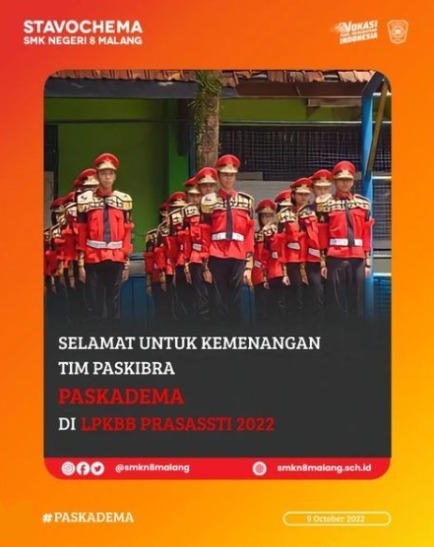 STAVOCHEMA
SMK NEGERI 8 MALANG
VOKASI
INDONESIA
SELAMAT UNTUK KEMENANGAN
TIM PASKIBRA
PASKADEMA
DI LPKBB PRASASSTI 2022
@smkn8malang
smkn8malang.sch.id
#PASKADEMA
9 October 2022